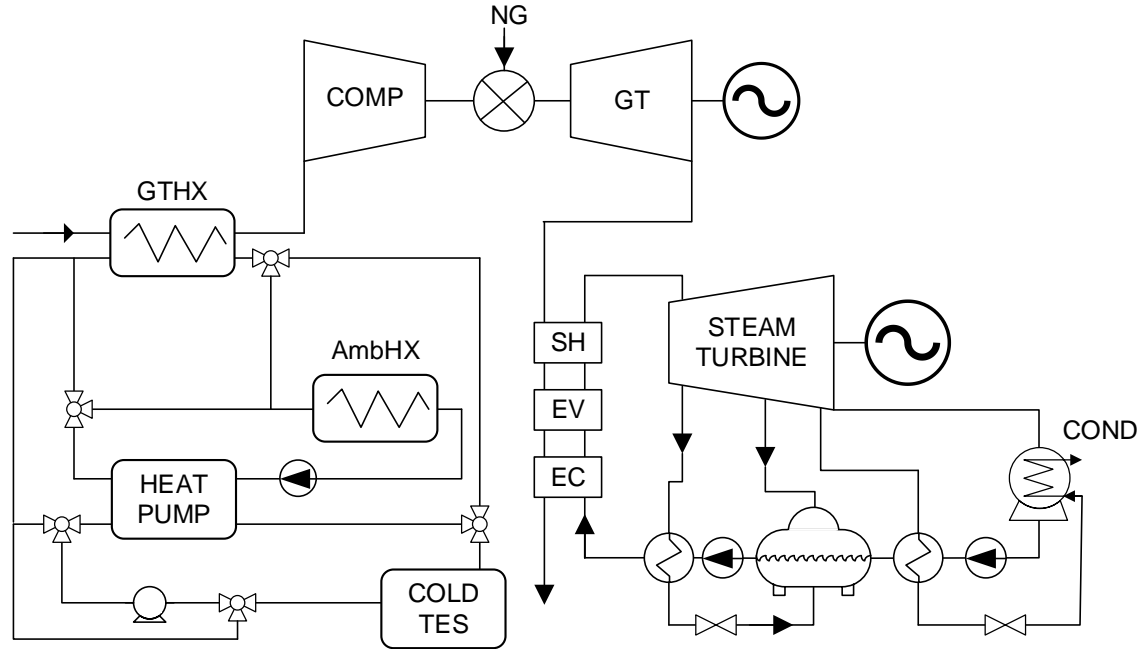 NG
COMP
GT
GTHX
SH
STEAM
TURBINE
AmbHX
EV
COND
EC
HEAT
PUMP
COLD
TES